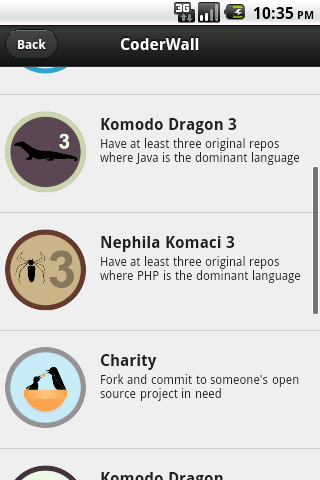 3G
10:35 PM
Back
CoderWall
3
Komodo Dragon 3
Have at least three original repos
where Java is the dominant language
3
Nephila Komaci 3
Have at least three original repos
where PHP is the dominant language
Charity
Fork and commit to someone's open
source project in need
Komodo Dragon